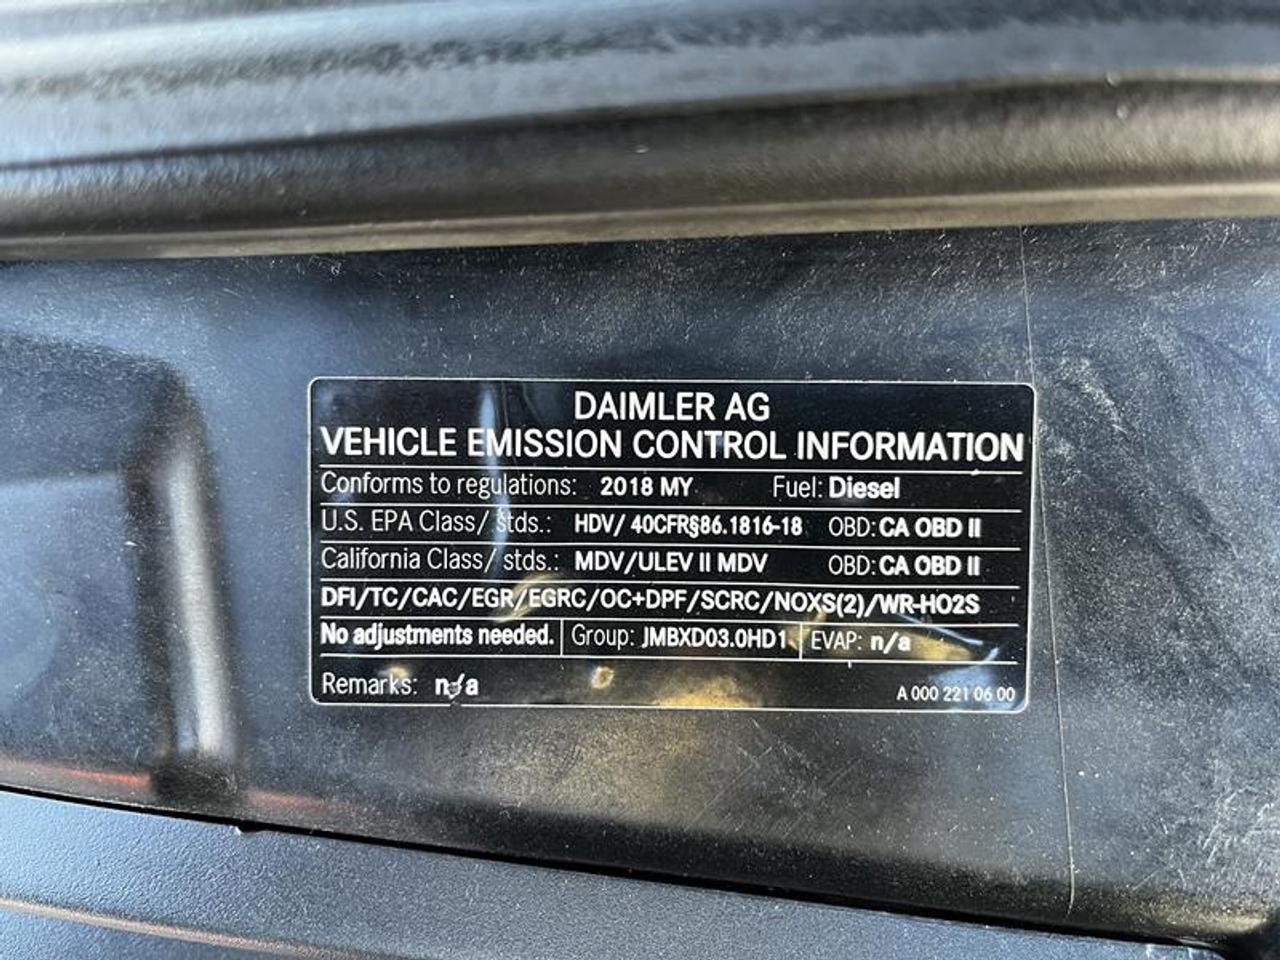 DAIMLER AG
VEHICLE EMISSION CONTROL INFORMATION
Conforms to regulations: 2018 MY Fuel: Diesel
U.S. EPA Class/ stds.: HDV/ 40CFR§86.1816-18 OBD: CA OBD II
California Class/ stds.: MDV/ULEV II MDV OBD: CA OBD II
DFI/TC/CAC/EGR/EGRC/OC+DPF/SCRC/NOXS(2)/WR-HO2S
No adjustments needed. Group: JMBXD03.0HD1 EVAP: n/a
Remarks: n/a A 000 221 06 00